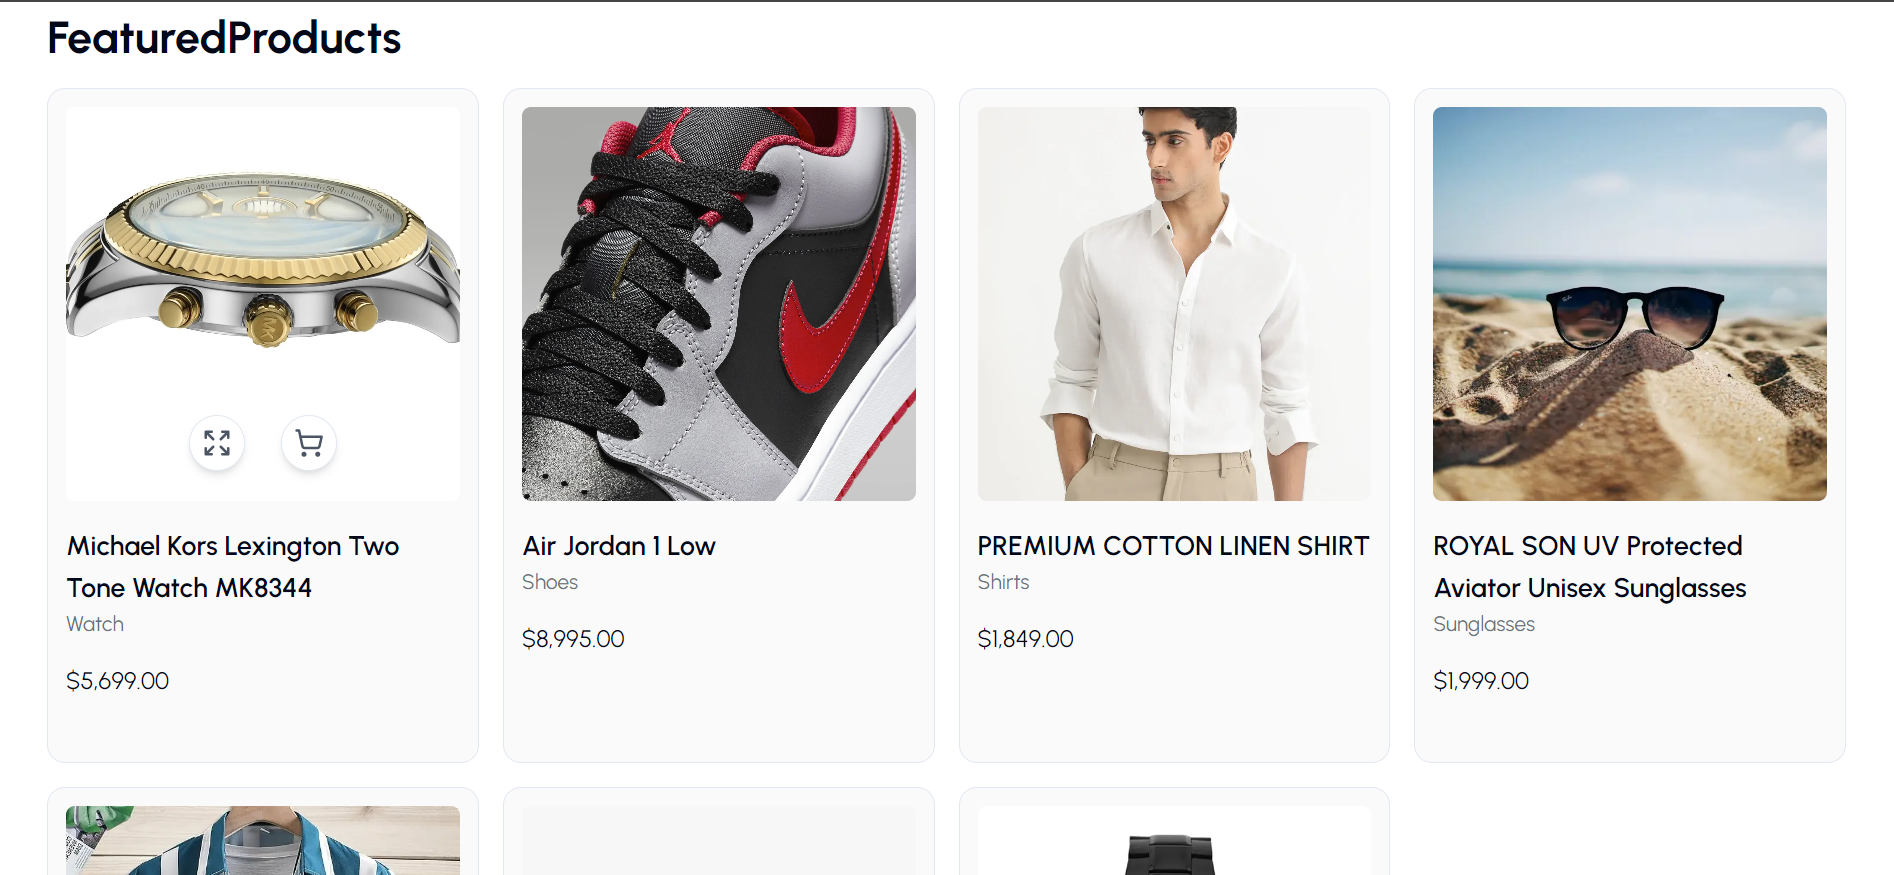 FeaturedProducts
Michael Kors Lexington Two
Tone Watch MK8344
Watch
$5,699.00
Air Jordan 1 Low
Shoes
$8,995.00
PREMIUM COTTON LINEN SHIRT
Shirts
$1,849.00
ROYAL SON UV Protected
Aviator Unisex Sunglasses
Sunglasses
$1,999.00